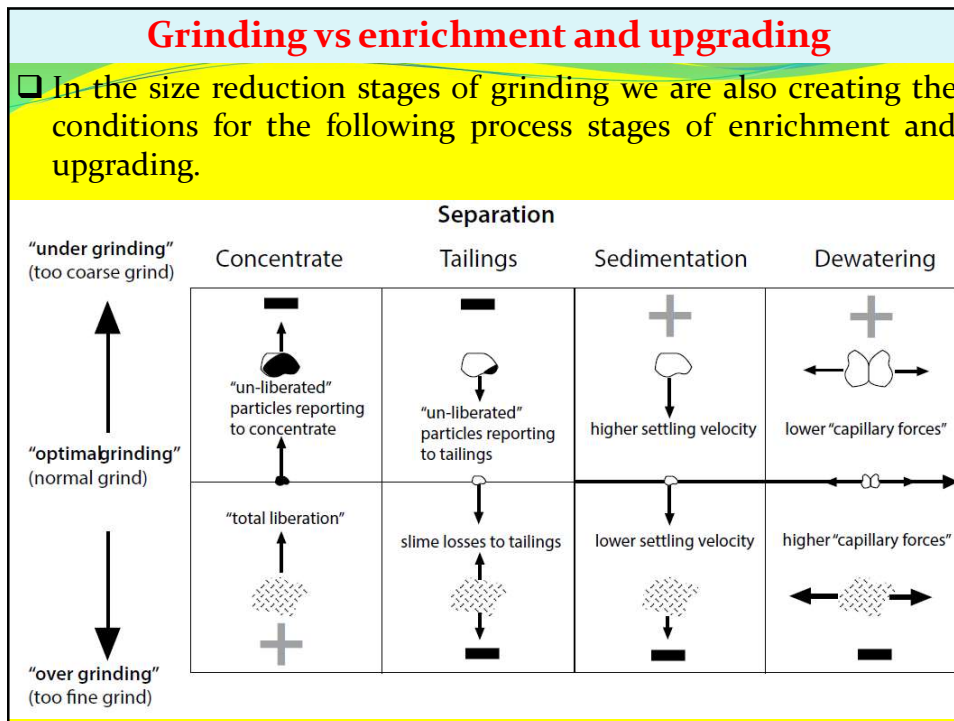 Grinding vs enrichment and upgrading
In the size reduction stages of grinding we are also creating the
conditions for the following process stages of enrichment and
upgrading.
Separation
"under grinding"
(too coarse grind)
Concentrate
Tailings
Sedimentation
Dewatering
"un-liberated"
particles reporting
to concentrate
"un-liberated"
particles reporting
to tailings
higher settling velocity
lower "capillary forces"
"optimalgrinding"
(normal grind)
"total liberation"
slime losses to tailings
lower settling velocity
higher "capillary forces"
"over grinding"
(too fine grind)